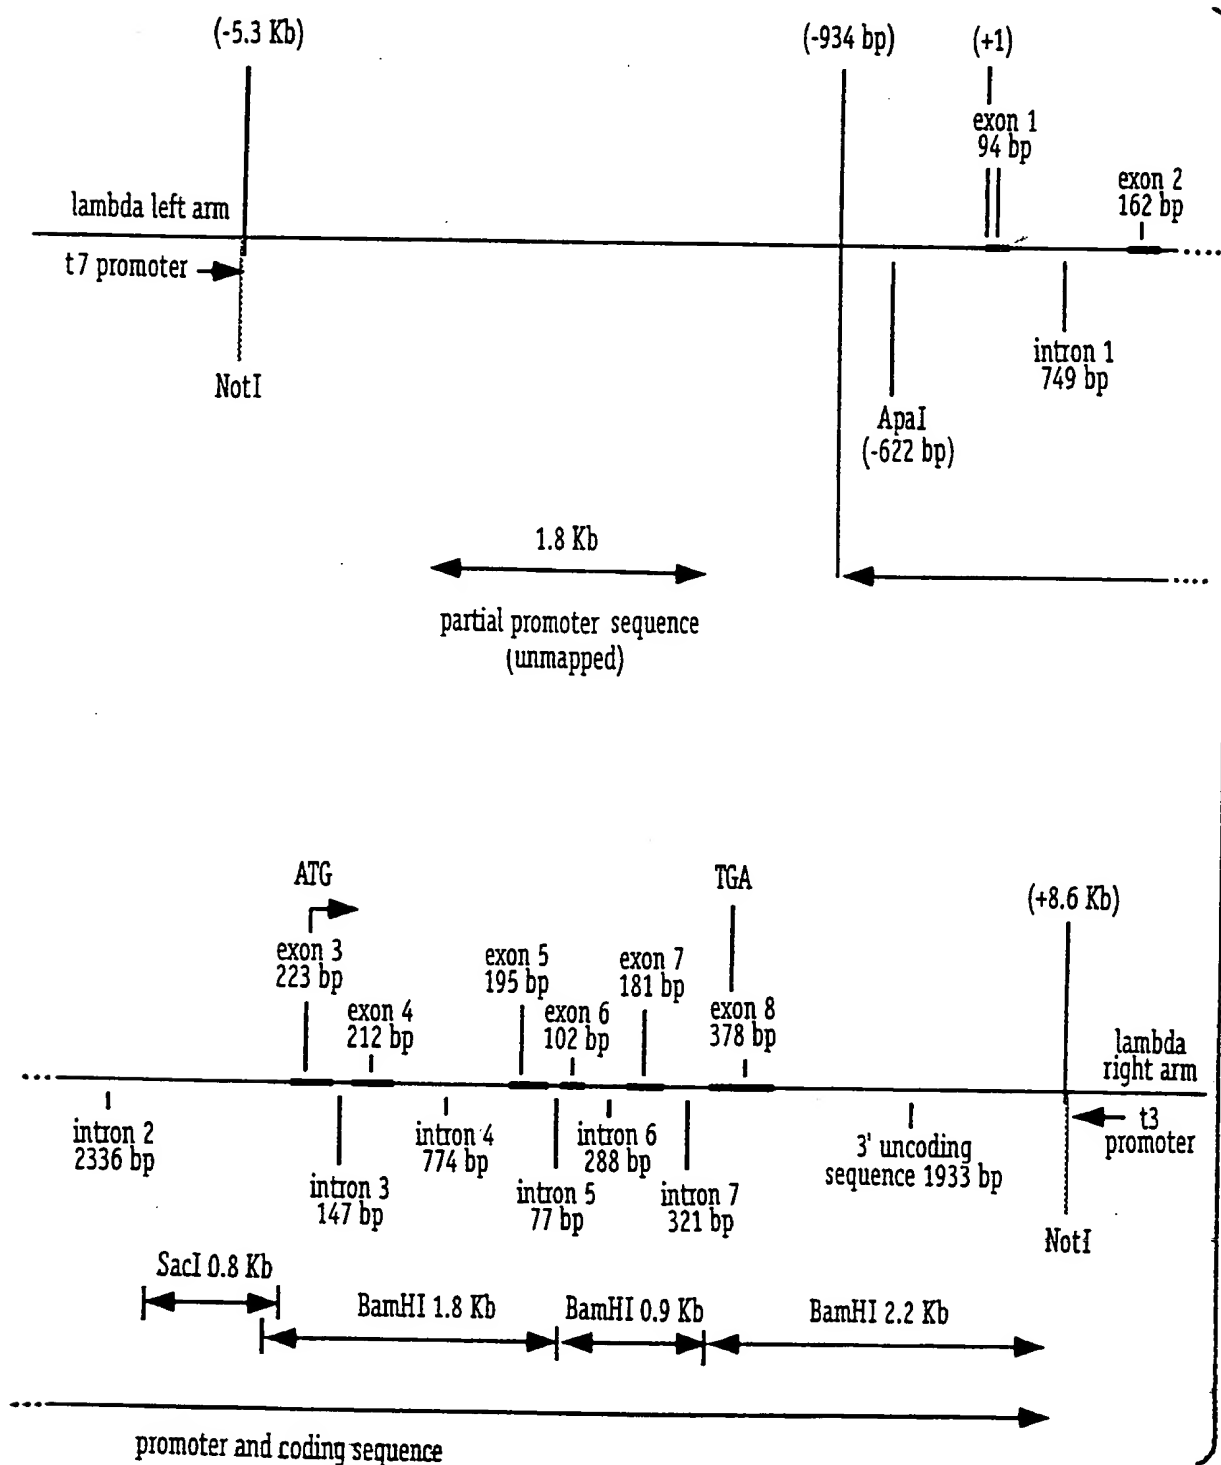 (-5.3 Kb)
(-934 bp)
(+1)
exon 1
94 bp
exon 2
162 bp
lambda left arm
t7 promoter
NotI
intron 1
749 bp
ApaI
(-622 bp)
1.8 Kb
partial promoter sequence
(unmapped)
ATG
TGA
(+8.6 Kb)
exon 3
223 bp
exon 4
212 bp
exon 5
195 bp
exon 6
102 bp
exon 7
181 bp
exon 8
378 bp
lambda
right arm
intron 2
2336 bp
intron 3
147 bp
intron 4
774 bp
intron 5
77 bp
intron 6
288 bp
intron 7
321 bp
3' uncoding
sequence 1933 bp
t3
promoter
NotI
SacI 0.8 Kb
BamHI 1.8 Kb
BamHI 0.9 Kb
BamHI 2.2 Kb
promoter and coding sequence